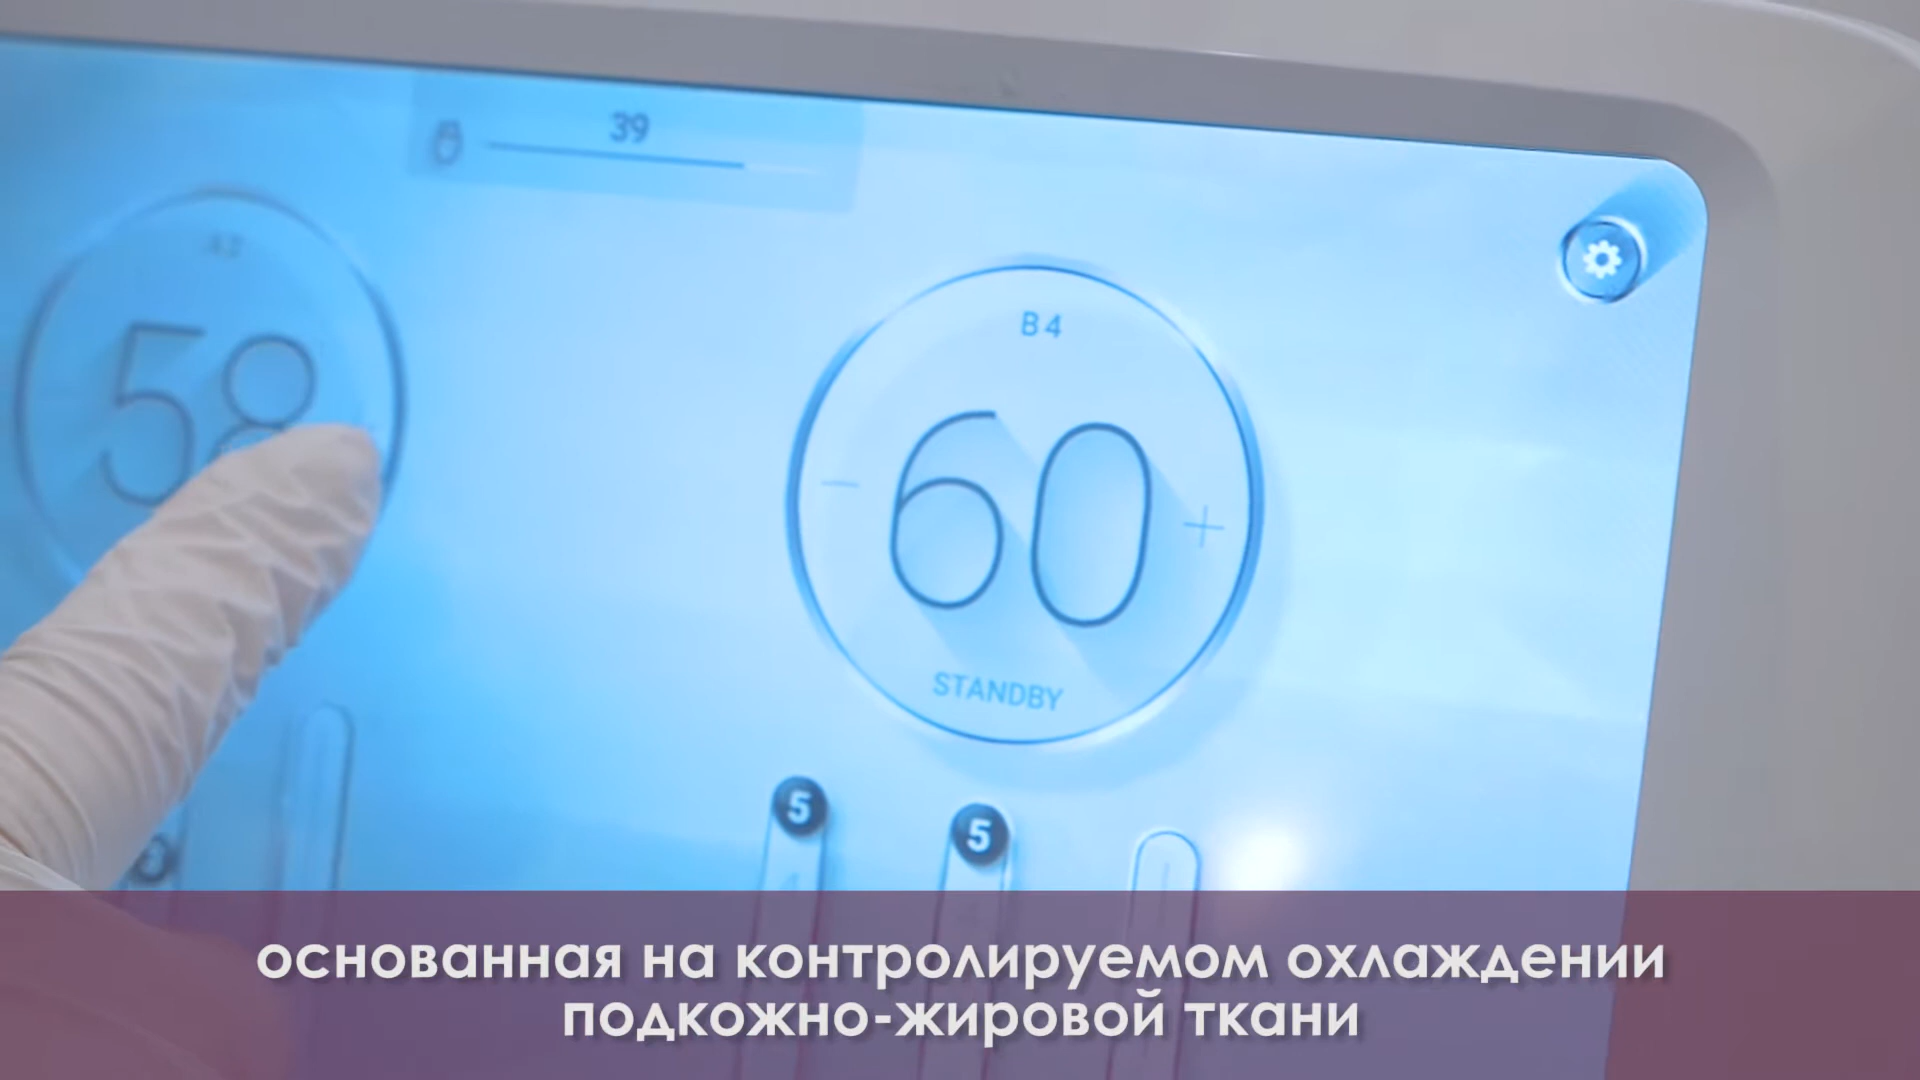 39
58
B4
60
− +
STANDBY
5
5
основанная на контролируемом охлаждении
подкожно-жировой ткани